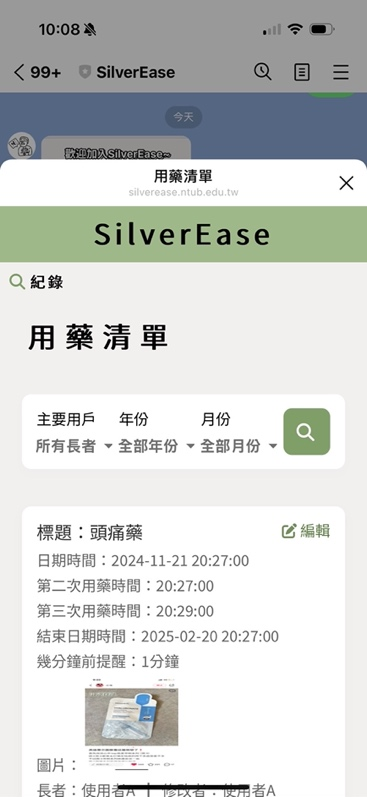 10:08
99+ SilverEase
今天
歡迎加入SilverEase~
用藥清單
silverease.ntub.edu.tw
SilverEase
紀錄
用藥清單
主要用戶 年份 月份
所有長者 全部年份 全部月份
標題：頭痛藥 編輯
日期時間：2024-11-21 20:27:00
第二次用藥時間：20:27:00
第三次用藥時間：20:29:00
結束日期時間：2025-02-20 20:27:00
幾分鐘前提醒：1分鐘
圖片：
長者：使用者A | 修改者：使用者A